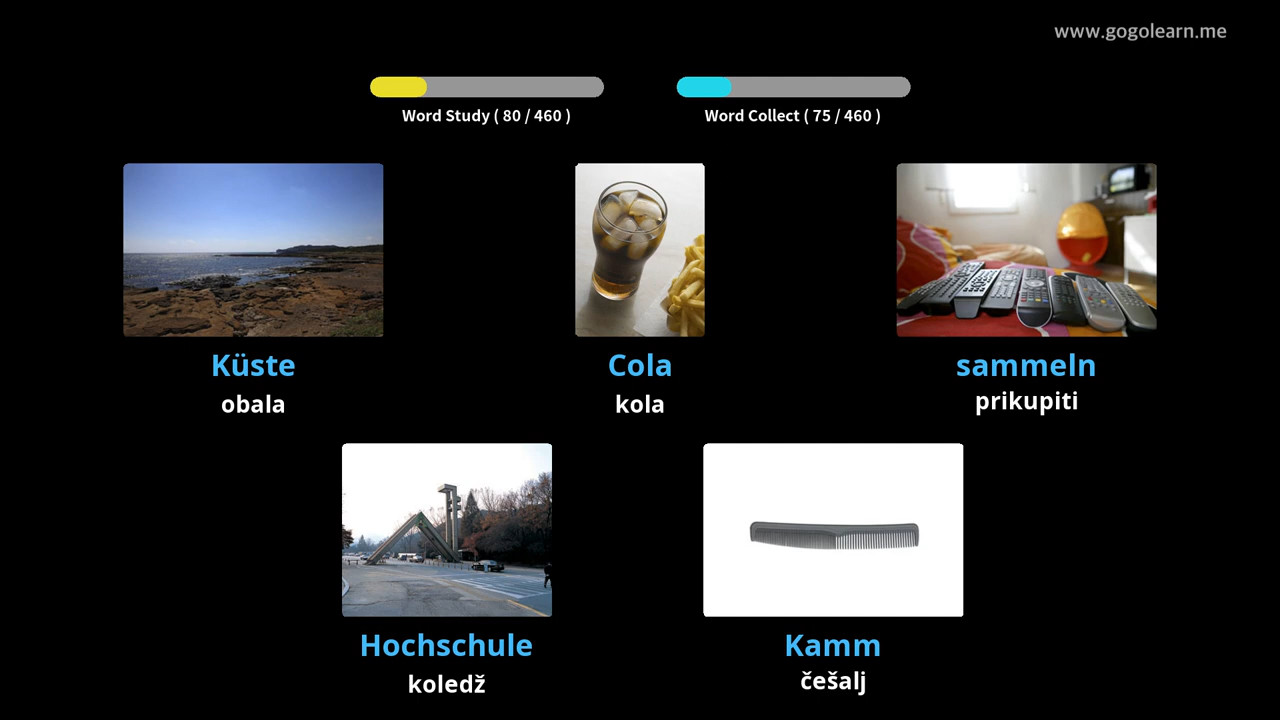 www.gogolearn.me
Word Study ( 80 / 460 )
Word Collect ( 75 / 460 )
Küste
obala
Cola
kola
sammeln
prikupiti
Hochschule
koledž
Kamm
češalj